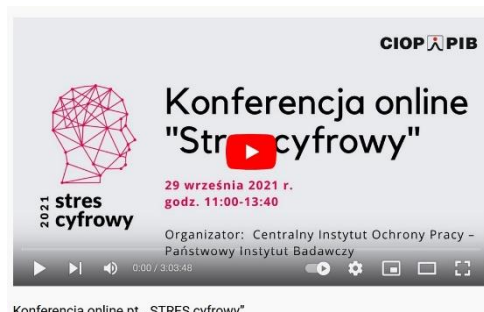 CIOP PIB
Konferencja online
"Stres cyfrowy"
29 września 2021 r.
godz. 11:00-13:40
2021 stres
cyfrowy
Organizator: Centralny Instytut Ochrony Pracy –
Państwowy Instytut Badawczy
0:00 / 3:03:48
Konferencja online pt. „STRES cyfrowy”